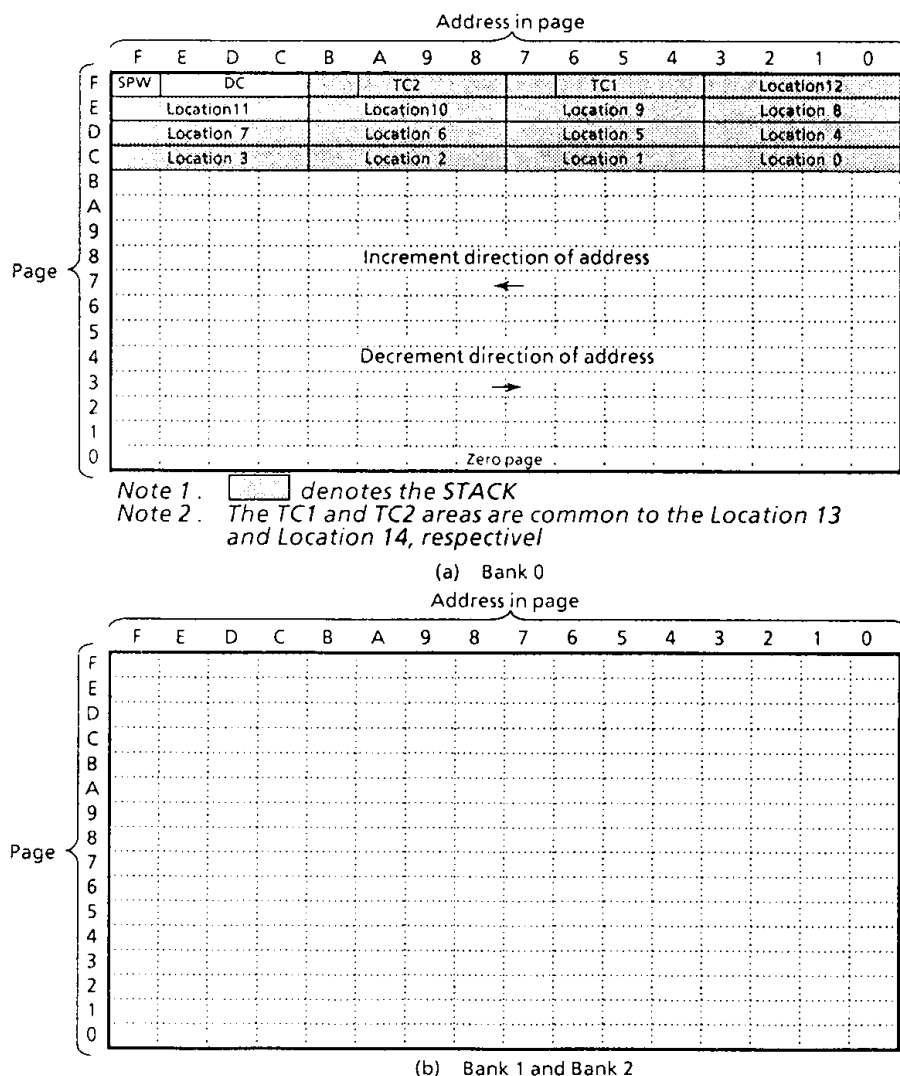 Address in page
F E D C B A 9 8 7 6 5 4 3 2 1 0
F SPW DC TC2 TC1 Location12
E Location11 Location10 Location 9 Location 8
D Location 7 Location 6 Location 5 Location 4
C Location 3 Location 2 Location 1 Location 0
B
A
9
8 Increment direction of address
Page
7 ←
6
5
4 Decrement direction of address
3 →
2
1
0 Zero page
Note 1. denotes the STACK
Note 2. The TC1 and TC2 areas are common to the Location 13
and Location 14, respectivel
(a) Bank 0
Address in page
F E D C B A 9 8 7 6 5 4 3 2 1 0
F
E
D
C
B
A
9
8
Page
7
6
5
4
3
2
1
0
(b) Bank 1 and Bank 2